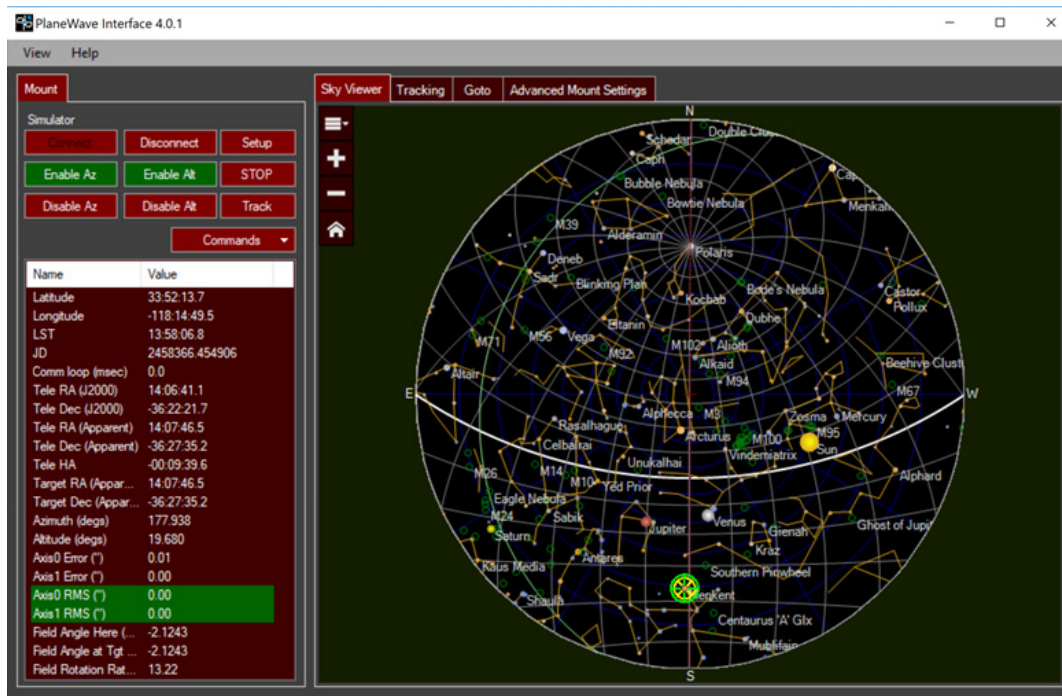 PlaneWave Interface 4.0.1
View Help
Mount
Simulator
Connect Disconnect Setup
Enable Az Enable Alt STOP
Disable Az Disable Alt Track
Commands
Name Value
Latitude 33:52:13.7
Longitude -118:14:49.5
LST 13:58:06.8
JD 2458366.454906
Comm loop (msec) 0.0
Tele RA (J2000) 14:06:41.1
Tele Dec (J2000) -36:22:21.7
Tele RA (Apparent) 14:07:46.5
Tele Dec (Apparent) -36:27:35.2
Tele HA -00:09:39.6
Target RA (Appar... 14:07:46.5
Target Dec (Appar... -36:27:35.2
Azimuth (degs) 177.938
Altitude (degs) 19.680
Axis0 Error (") 0.01
Axis1 Error (") 0.00
Axis0 RMS (") 0.00
Axis1 RMS (") 0.00
Field Angle Here (... -2.1243
Field Angle at Tgt ... -2.1243
Field Rotation Rat... 13.22
Sky Viewer Tracking Goto Advanced Mount Settings
N
Schedar Double Clus
Caph Cap
Bubble Nebula
Bowtie Nebula Menkali
M39 Alderamin
Deneb Polaris
Sadr Blinking Plan Bode's Nebula Castor
Kochab Pollux
Eltanin Dubhe
M71 M56 Vega M102 Alioth
M92 Alkaid Beehive Clust
Altair M94 M67
E W
Alphecca M3 Zosma Mercury
Rasalhague Arcturus M100 M95
Celbalrai Vindemiatrix Sun
Unukalhai
M26 M14 M10 Yed Prior Alphard
Eagle Nebula
M24 Sabik Jupiter Venus Ghost of Jupi
Saturn Gienah
Antares Kraz
Kaus Media Southern Pinwheel
Shaula Menkent
Centaurus 'A' Glx
Muhlifain
S